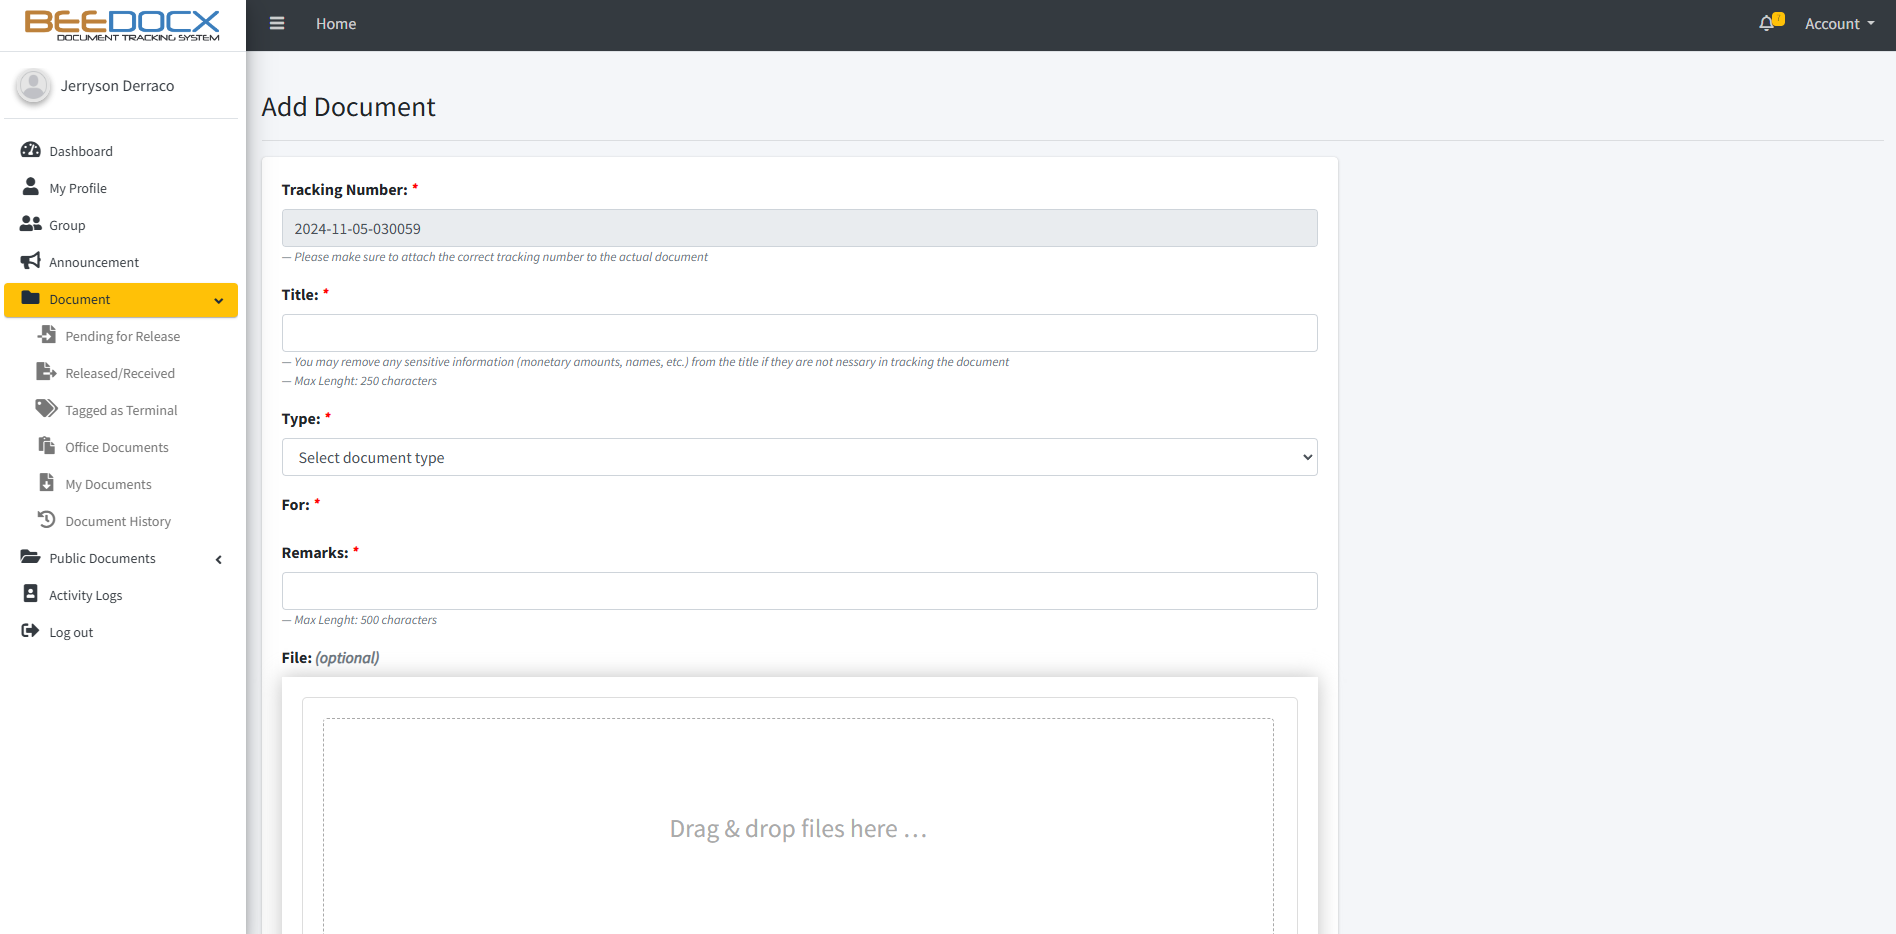 BEEDOCX
DOCUMENT TRACKING SYSTEM
Home
Account
Jerryson Derraco
Dashboard
My Profile
Group
Announcement
Document
Pending for Release
Released/Received
Tagged as Terminal
Office Documents
My Documents
Document History
Public Documents
Activity Logs
Log out
Add Document
Tracking Number: *
2024-11-05-030059
— Please make sure to attach the correct tracking number to the actual document
Title: *
— You may remove any sensitive information (monetary amounts, names, etc.) from the title if they are not nessary in tracking the document
— Max Lenght: 250 characters
Type: *
Select document type
For: *
Remarks: *
— Max Lenght: 500 characters
File: (optional)
Drag & drop files here …